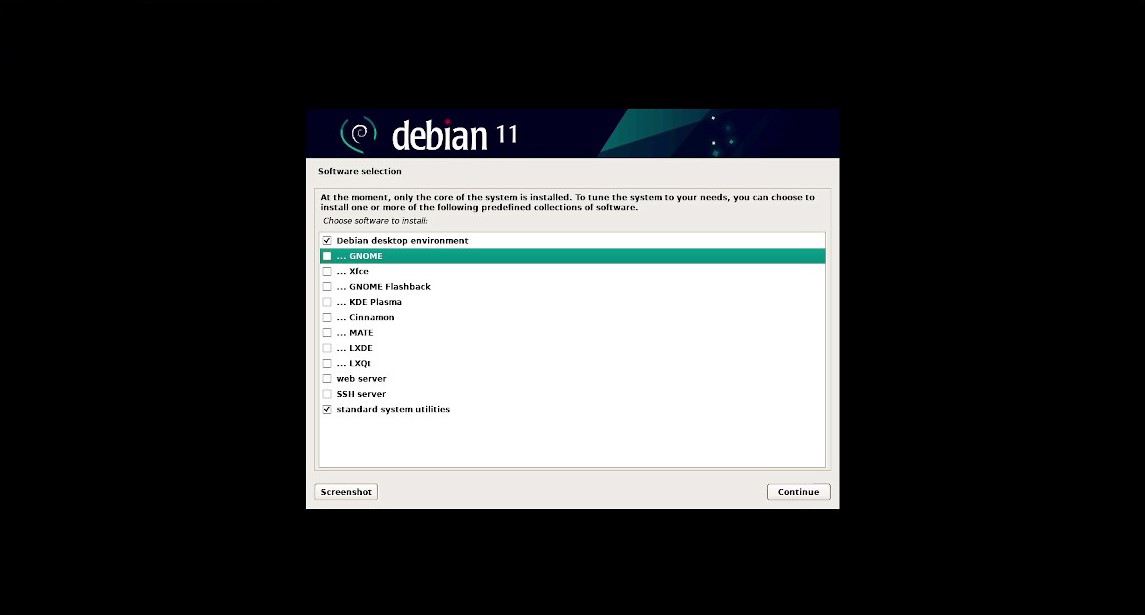 debian 11
Software selection
At the moment, only the core of the system is installed. To tune the system to your needs, you can choose to
install one or more of the following predefined collections of software.
Choose software to install:
Debian desktop environment
... GNOME
... Xfce
... GNOME Flashback
... KDE Plasma
... Cinnamon
... MATE
... LXDE
... LXQt
web server
SSH server
standard system utilities
Screenshot
Continue